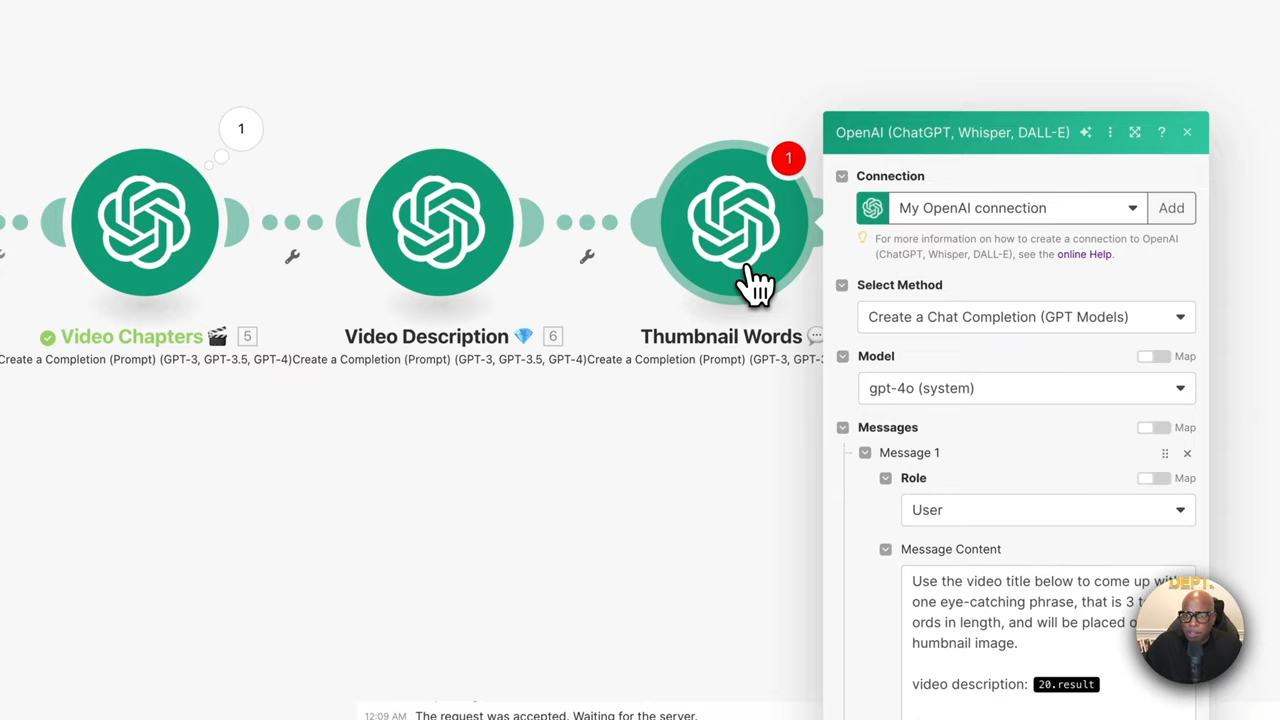 1
Video Chapters 🎬 5
Create a Completion (Prompt) (GPT-3, GPT-3.5, GPT-4)
Video Description 💎 6
Create a Completion (Prompt) (GPT-3, GPT-3.5, GPT-4)
1
Thumbnail Words 💬
Create a Completion (Prompt) (GPT-3, GPT-3
OpenAI (ChatGPT, Whisper, DALL-E) ?
Connection
My OpenAI connection Add
For more information on how to create a connection to OpenAI
(ChatGPT, Whisper, DALL-E), see the online Help.
Select Method
Create a Chat Completion (GPT Models)
Model Map
gpt-4o (system)
Messages Map
Message 1
Role Map
User
Message Content
Use the video title below to come up with
one eye-catching phrase, that is 3
ords in length, and will be placed
humbnail image.
video description: 20.result
DEPT.
12:09 AM The request was accepted. Waiting for the server.